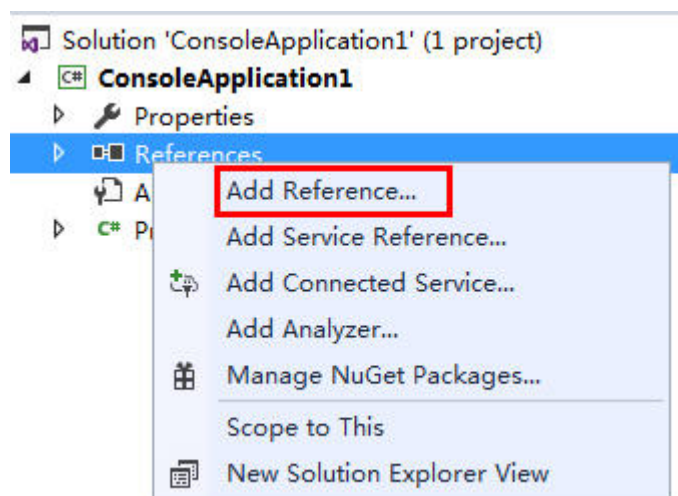 Solution 'ConsoleApplication1' (1 project)
C# ConsoleApplication1
Properties
References
Add Reference...
Add Service Reference...
C#
Add Connected Service...
Add Analyzer...
Manage NuGet Packages...
Scope to This
New Solution Explorer View